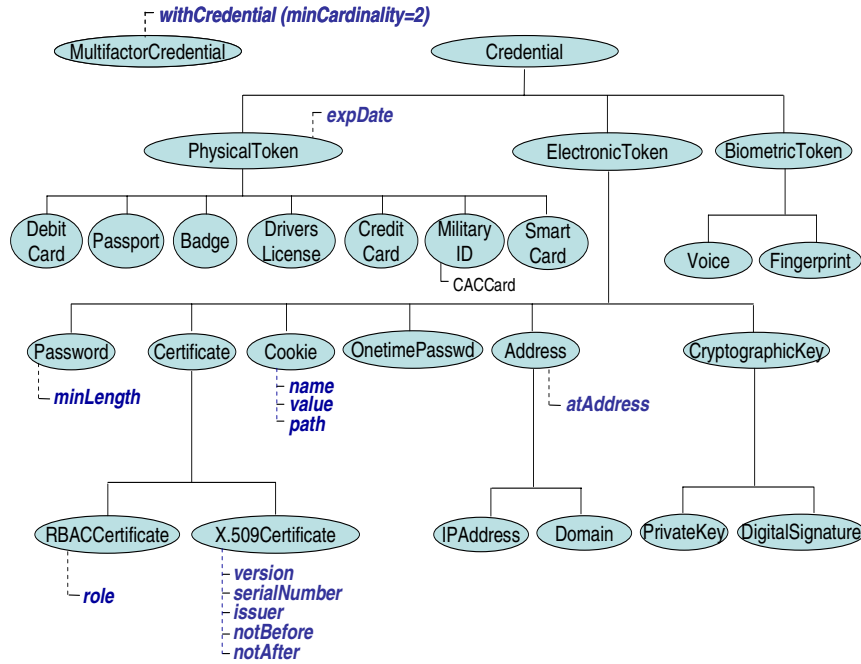 withCredential (minCardinality=2)
MultifactorCredential
Credential
expDate
PhysicalToken
ElectronicToken
BiometricToken
Debit
Card
Passport
Badge
Drivers
License
Credit
Card
Military
ID
Smart
Card
CACCard
Voice
Fingerprint
Password
Certificate
Cookie
OnetimePasswd
Address
CryptographicKey
minLength
name
value
path
atAddress
RBACCertificate
X.509Certificate
IPAddress
Domain
PrivateKey
DigitalSignature
role
version
serialNumber
issuer
notBefore
notAfter